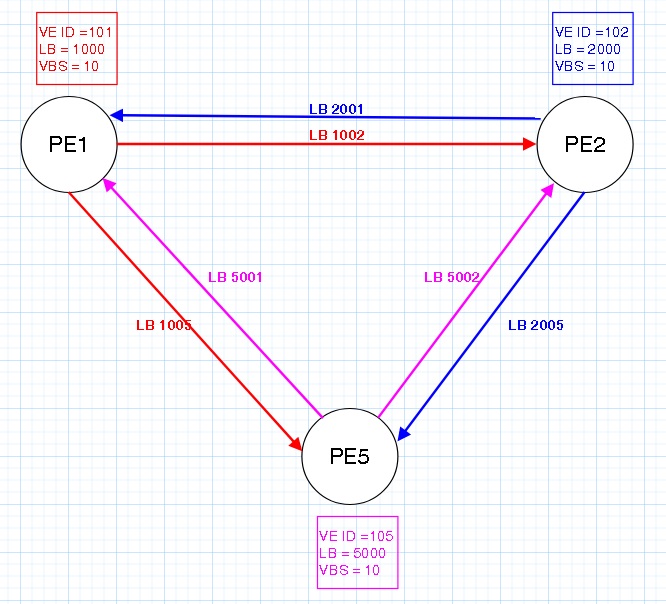 VE ID =101
LB = 1000
VBS = 10
VE ID =102
LB = 2000
VBS = 10
LB 2001
LB 1002
PE1
PE2
LB 5001
LB 5002
LB 1005
LB 2005
PE5
VE ID =105
LB = 5000
VBS = 10